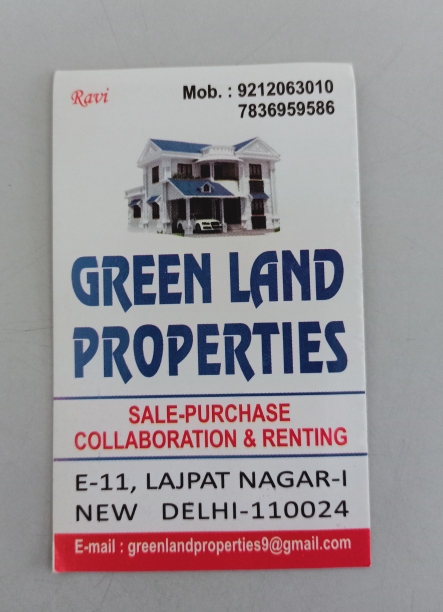 Ravi
Mob. : 9212063010
7836959586
GREEN LAND
PROPERTIES
SALE-PURCHASE
COLLABORATION & RENTING
E-11, LAJPAT NAGAR-I
NEW DELHI-110024
E-mail : greenlandproperties9@gmail.com